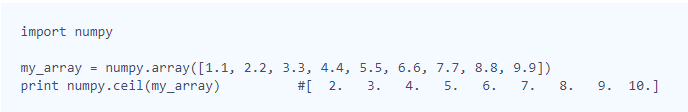 import numpy
my_array = numpy.array([1.1, 2.2, 3.3, 4.4, 5.5, 6.6, 7.7, 8.8, 9.9])
print numpy.ceil(my_array)          #[  2.   3.   4.   5.   6.   7.   8.   9.  10.]